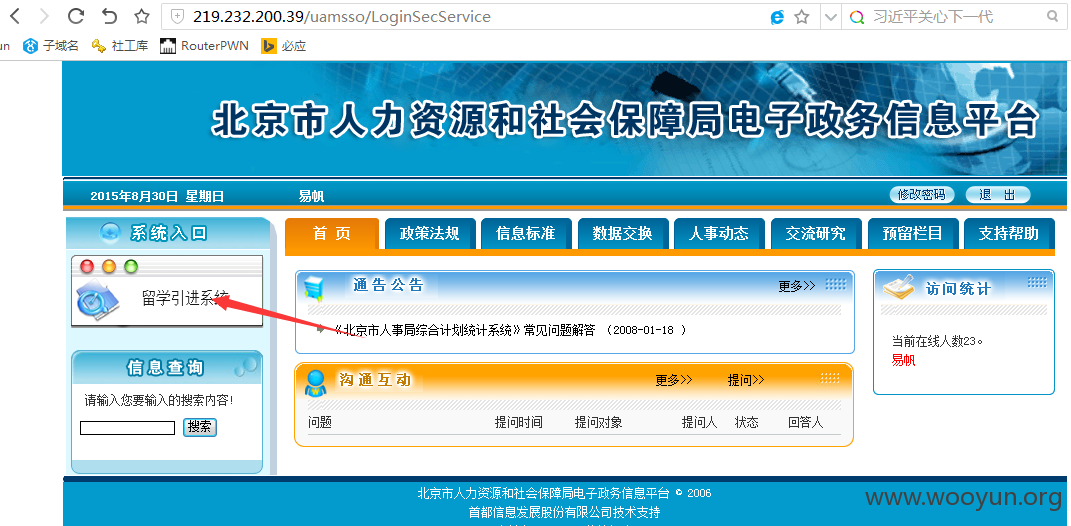 219.232.200.39/uamsso/LoginSecService
习近平关心下一代
un 子域名 社工库 RouterPWN 必应
北京市人力资源和社会保障局电子政务信息平台
2015年8月30日 星期日 易帆 修改密码 退 出
系统入口
首 页 政策法规 信息标准 数据交换 人事动态 交流研究 预留栏目 支持帮助
留学引进系统
通告公告 更多>>
《北京市人事局综合计划统计系统》常见问题解答 (2008-01-18 )
访问统计
当前在线人数23。
易帆
信息查询
请输入您要输入的搜索内容!
搜索
沟通互动 更多>> 提问>>
问题 提问时间 提问对象 提问人 状态 回答人
北京市人力资源和社会保障局电子政务信息平台 © 2006
首都信息发展股份有限公司技术支持
www.wooyun.org